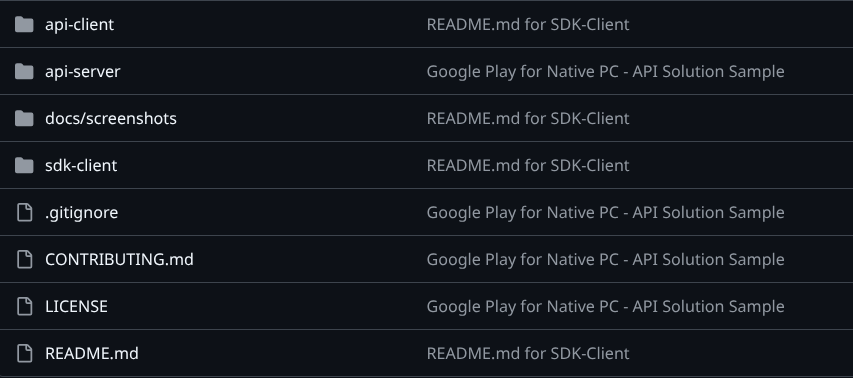 api-client README.md for SDK-Client
api-server Google Play for Native PC - API Solution Sample
docs/screenshots README.md for SDK-Client
sdk-client README.md for SDK-Client
.gitignore Google Play for Native PC - API Solution Sample
CONTRIBUTING.md Google Play for Native PC - API Solution Sample
LICENSE Google Play for Native PC - API Solution Sample
README.md README.md for SDK-Client